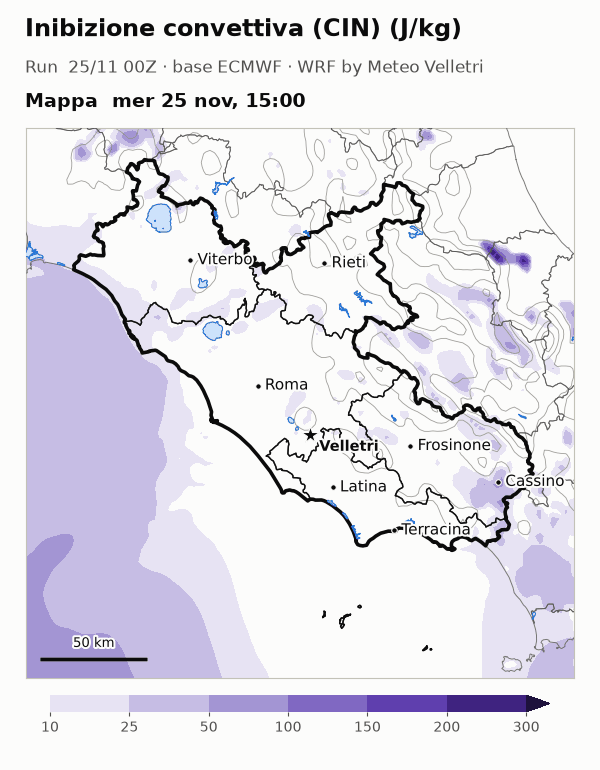 Inibizione convettiva (CIN) (J/kg)
Run 25/11 00Z · base ECMWF · WRF by Meteo Velletri
Mappa mer 25 nov, 15:00
Viterbo
Rieti
Roma
Velletri
Frosinone
Cassino
Latina
Terracina
50 km
10 25 50 100 150 200 300